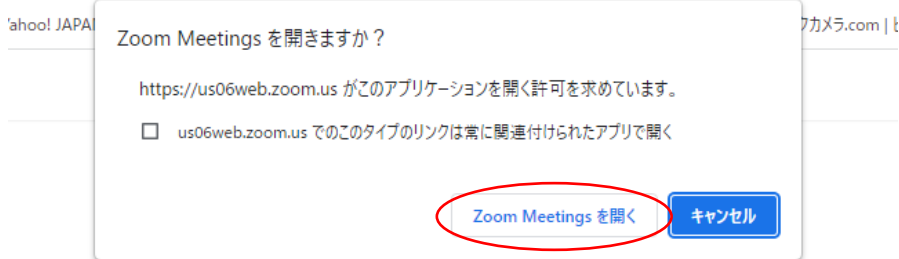 Yahoo! JAPAN
カメラ.com |
Zoom Meetings を開きますか？
https://us06web.zoom.us がこのアプリケーションを開く許可を求めています。
us06web.zoom.us でのこのタイプのリンクは常に関連付けられたアプリで開く
Zoom Meetings を開く
キャンセル